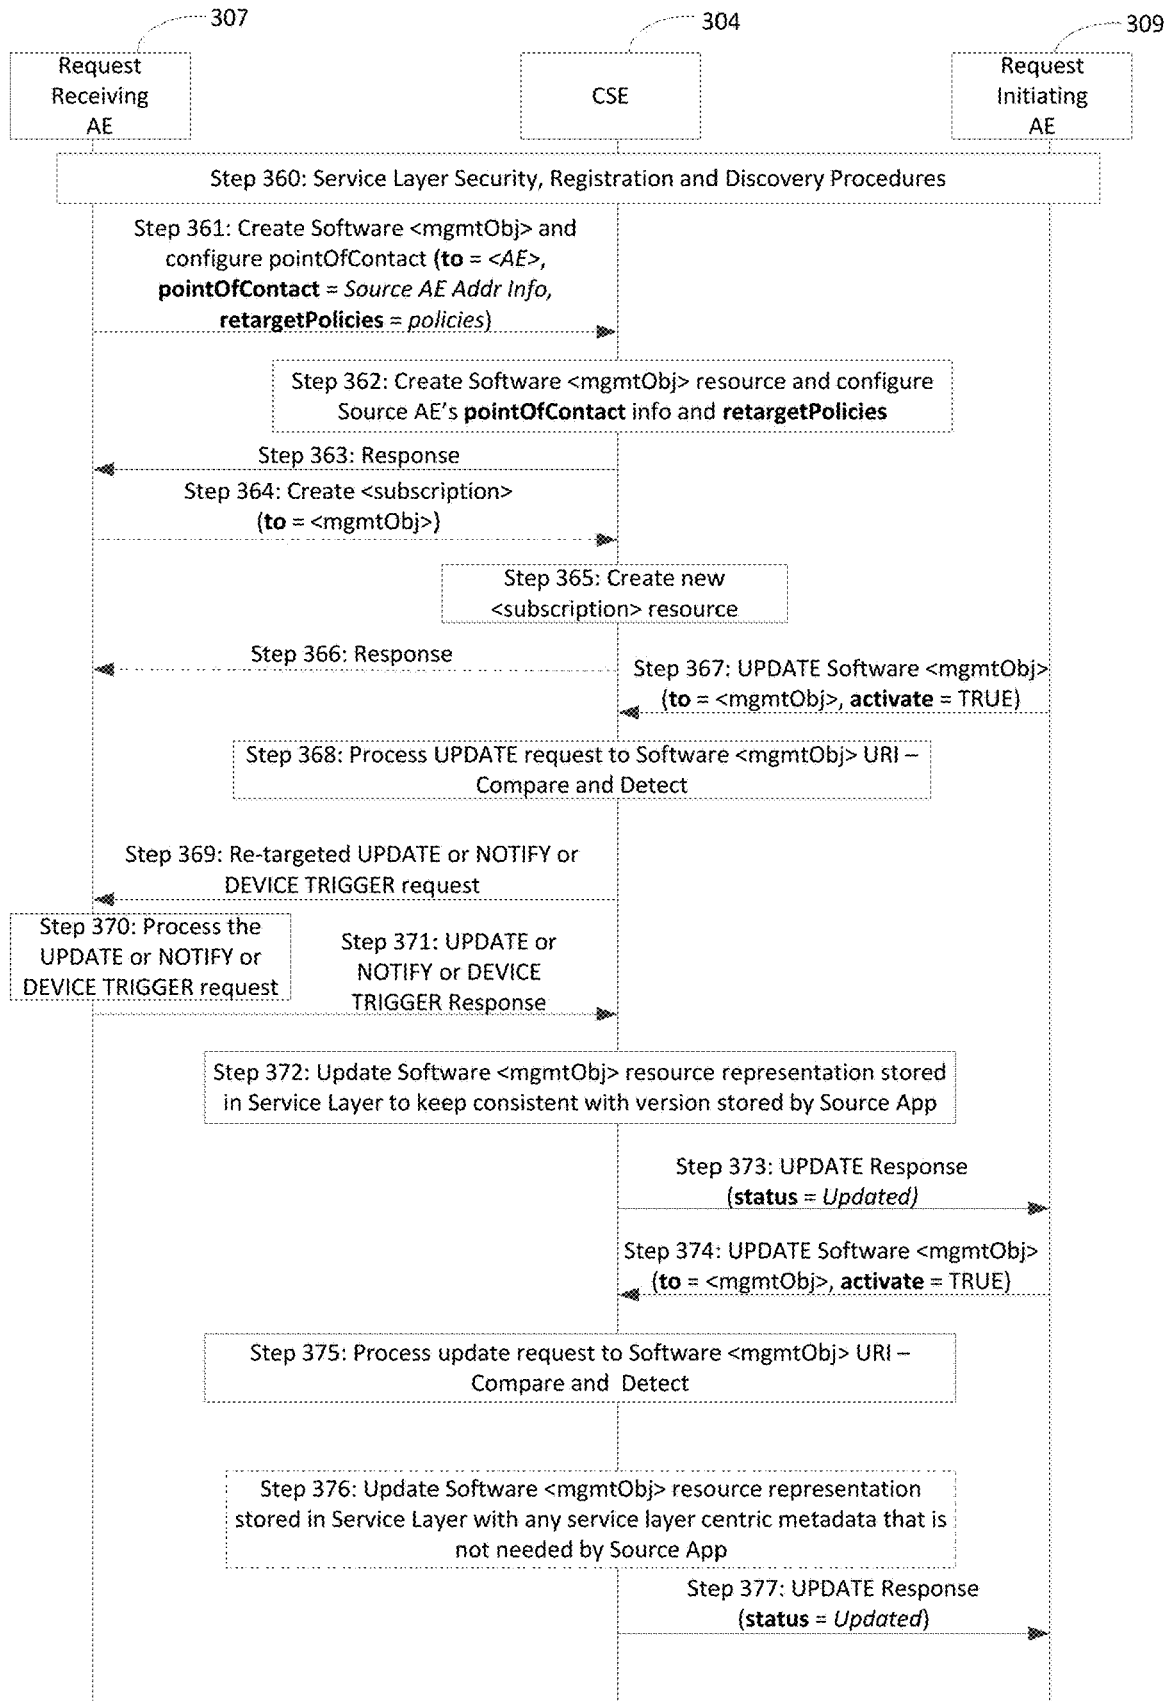 307
304
309
Request
Receiving
AE
CSE
Request
Initiating
AE
Step 360: Service Layer Security, Registration and Discovery Procedures
Step 361: Create Software <mgmtObj> and
configure pointOfContact (to = <AE>,
pointOfContact = Source AE Addr Info,
retargetPolicies = policies)
Step 362: Create Software <mgmtObj> resource and configure
Source AE's pointOfContact info and retargetPolicies
Step 363: Response
Step 364: Create <subscription>
(to = <mgmtObj>)
Step 365: Create new
<subscription> resource
Step 366: Response
Step 367: UPDATE Software <mgmtObj>
(to = <mgmtObj>, activate = TRUE)
Step 368: Process UPDATE request to Software <mgmtObj> URI –
Compare and Detect
Step 369: Re-targeted UPDATE or NOTIFY or
DEVICE TRIGGER request
Step 370: Process the
UPDATE or NOTIFY or
DEVICE TRIGGER request
Step 371: UPDATE or
NOTIFY or DEVICE
TRIGGER Response
Step 372: Update Software <mgmtObj> resource representation stored
in Service Layer to keep consistent with version stored by Source App
Step 373: UPDATE Response
(status = Updated)
Step 374: UPDATE Software <mgmtObj>
(to = <mgmtObj>, activate = TRUE)
Step 375: Process update request to Software <mgmtObj> URI –
Compare and Detect
Step 376: Update Software <mgmtObj> resource representation
stored in Service Layer with any service layer centric metadata that is
not needed by Source App
Step 377: UPDATE Response
(status = Updated)